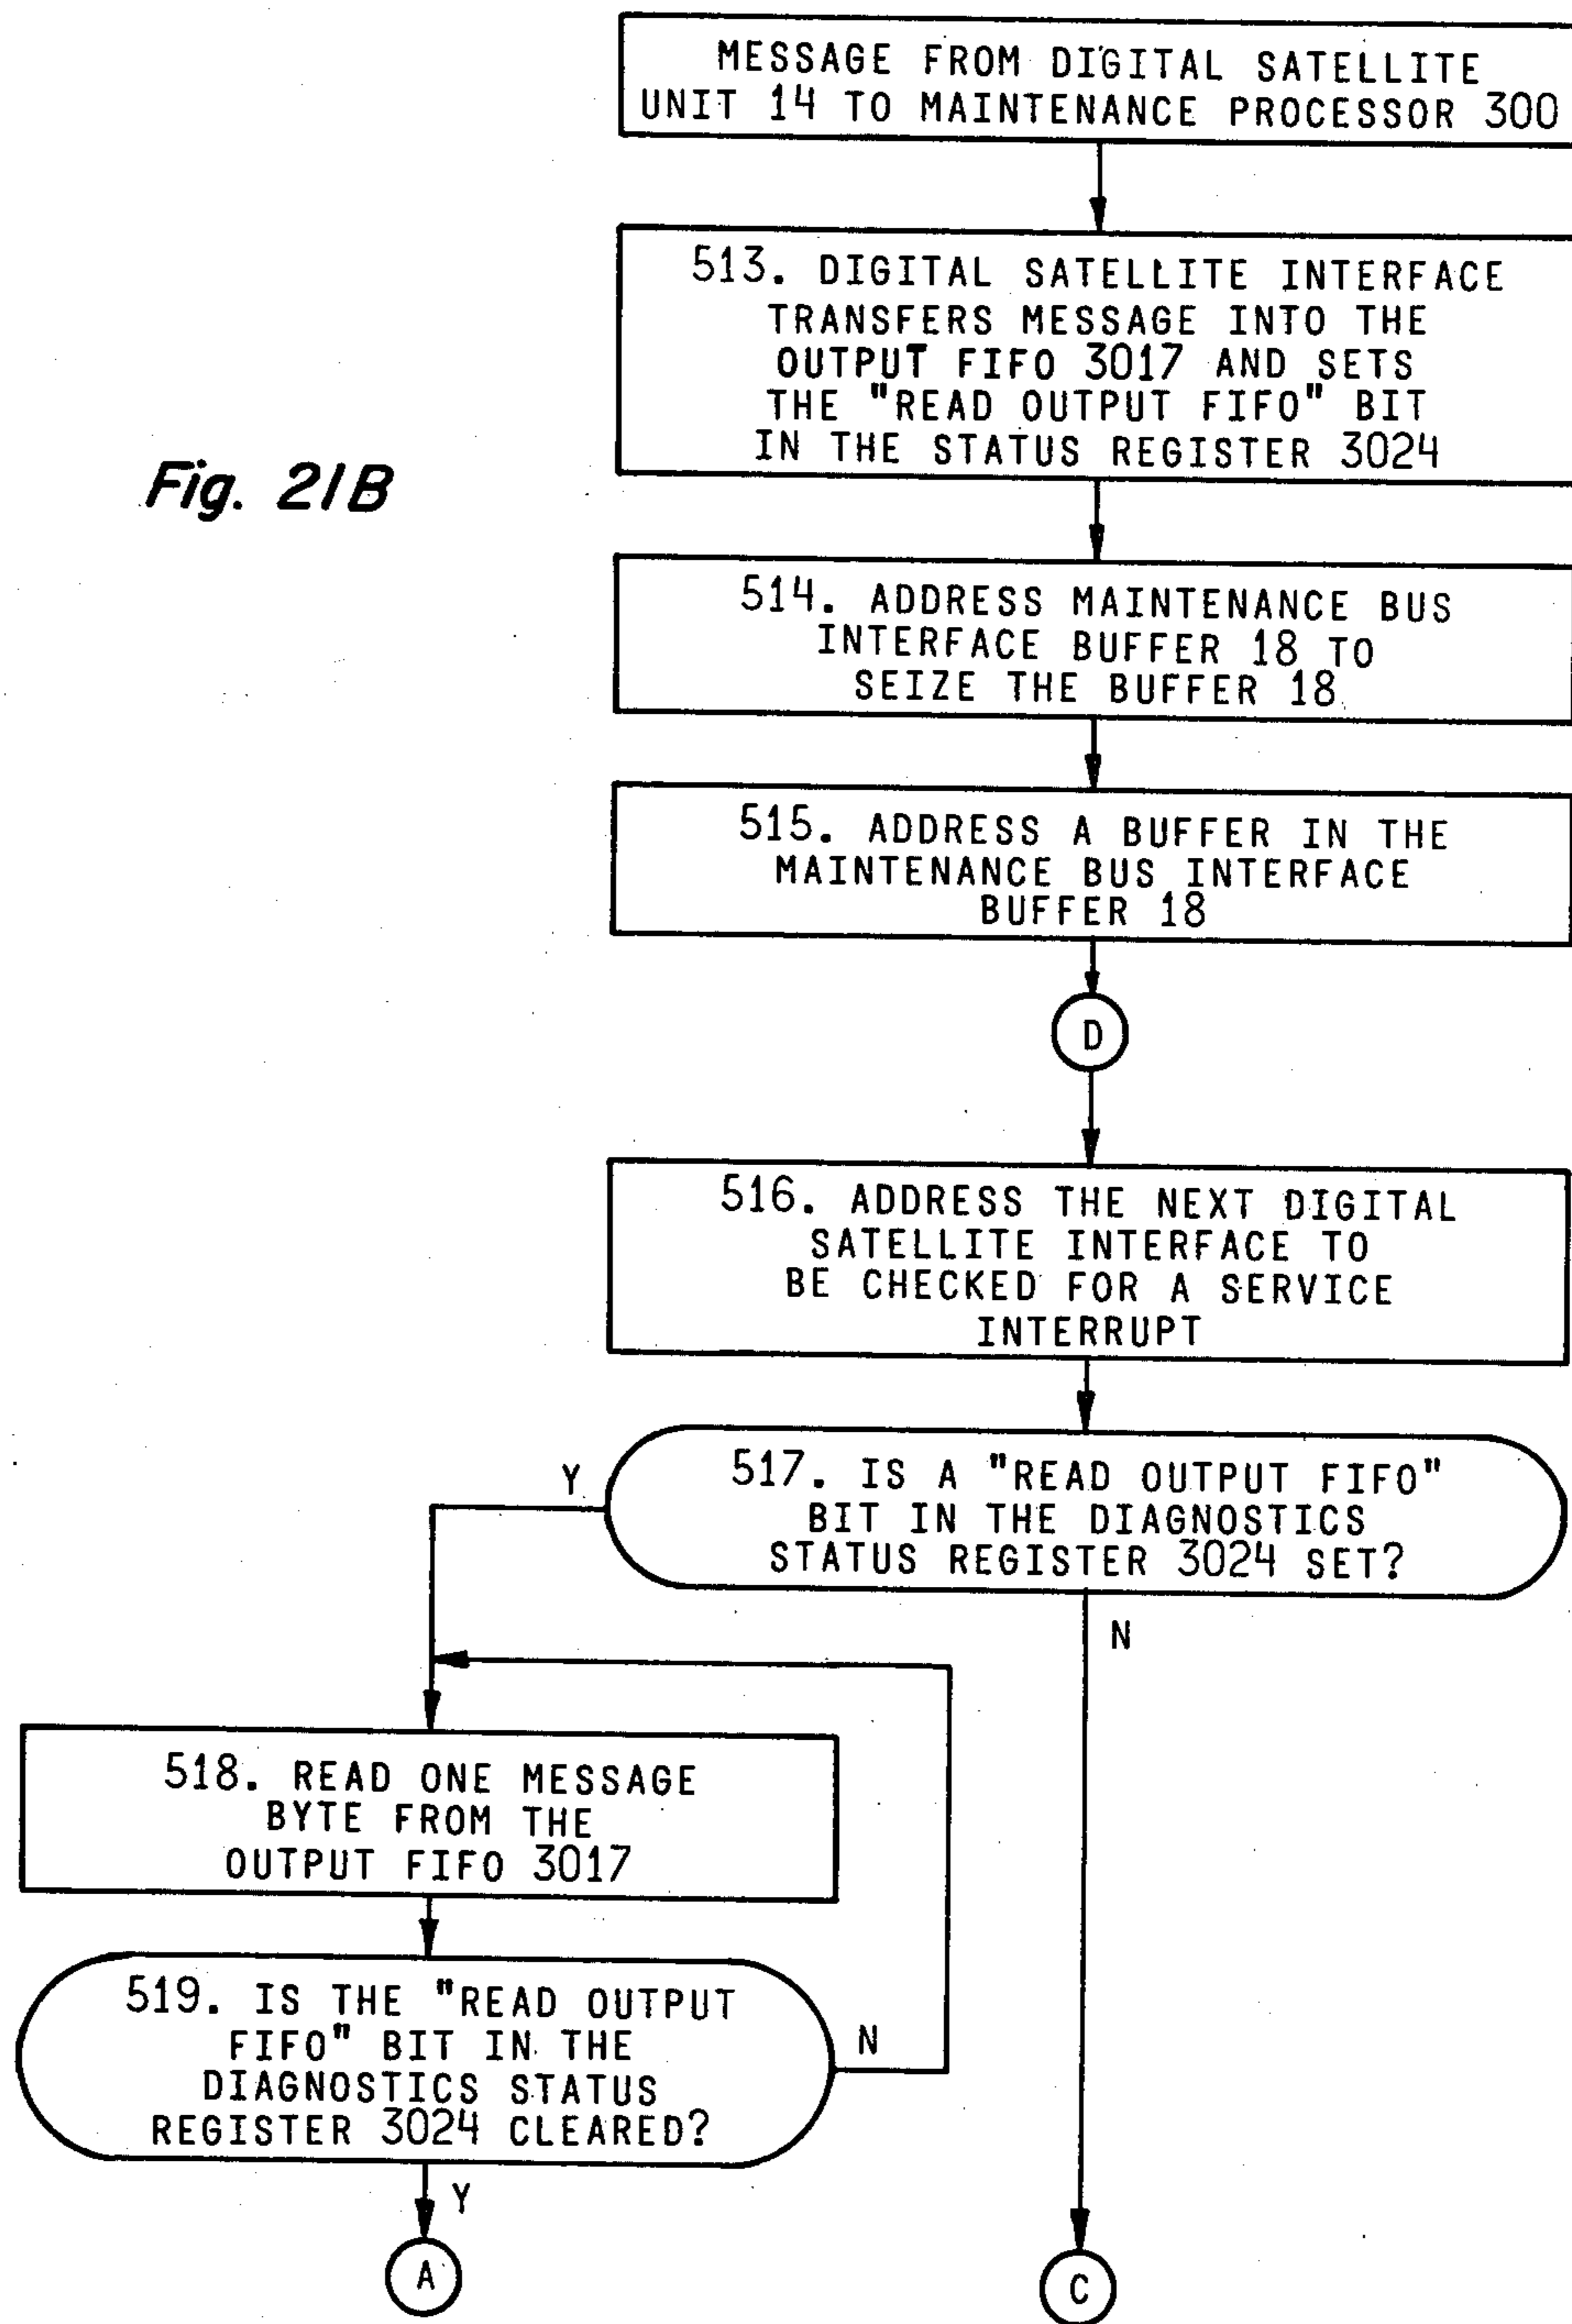 MESSAGE FROM DIGITAL SATELLITE
UNIT 14 TO MAINTENANCE PROCESSOR 300
513. DIGITAL SATELLITE INTERFACE
TRANSFERS MESSAGE INTO THE
OUTPUT FIFO 3017 AND SETS
THE "READ OUTPUT FIFO" BIT
IN THE STATUS REGISTER 3024
Fig. 21B
514. ADDRESS MAINTENANCE BUS
INTERFACE BUFFER 18 TO
SEIZE THE BUFFER 18
515. ADDRESS A BUFFER IN THE
MAINTENANCE BUS INTERFACE
BUFFER 18
D
516. ADDRESS THE NEXT DIGITAL
SATELLITE INTERFACE TO
BE CHECKED FOR A SERVICE
INTERRUPT
517. IS A "READ OUTPUT FIFO"
BIT IN THE DIAGNOSTICS
STATUS REGISTER 3024 SET?
Y
N
518. READ ONE MESSAGE
BYTE FROM THE
OUTPUT FIFO 3017
519. IS THE "READ OUTPUT
FIFO" BIT IN THE
DIAGNOSTICS STATUS
REGISTER 3024 CLEARED?
N
Y
A
C